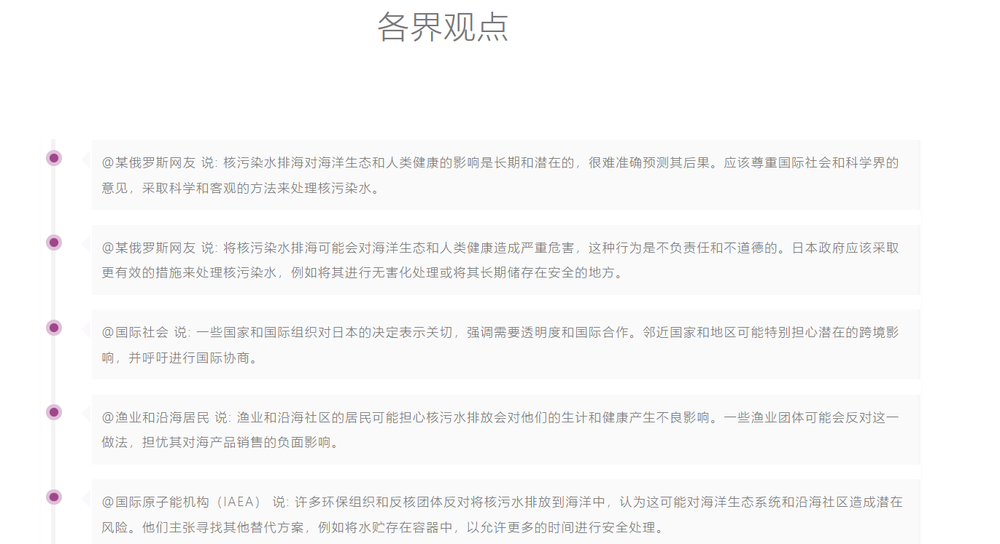 各界观点
@某俄罗斯网友 说: 核污染水排海对海洋生态和人类健康的影响是长期和潜在的，很难准确预测其后果。应该尊重国际社会和科学界的
意见，采取科学和客观的方法来处理核污染水。
@某俄罗斯网友 说: 将核污染水排海可能会对海洋生态和人类健康造成严重危害，这种行为是不负责任和不道德的。日本政府应该采取
更有效的措施来处理核污染水，例如将其进行无害化处理或将其长期储存在安全的地方。
@国际社会 说: 一些国家和国际组织对日本的决定表示关切，强调需要透明度和国际合作。邻近国家和地区可能特别担心潜在的跨境影
响，并呼吁进行国际协商。
@渔业和沿海居民 说: 渔业和沿海社区的居民可能担心核污水排放会对他们的生计和健康产生不良影响。一些渔业团体可能会反对这一
做法，担忧其对海产品销售的负面影响。
@国际原子能机构（IAEA） 说: 许多环保组织和反核团体反对将核污水排放到海洋中，认为这可能对海洋生态系统和沿海社区造成潜在
风险。他们主张寻找其他替代方案，例如将水贮存在容器中，以允许更多的时间进行安全处理。